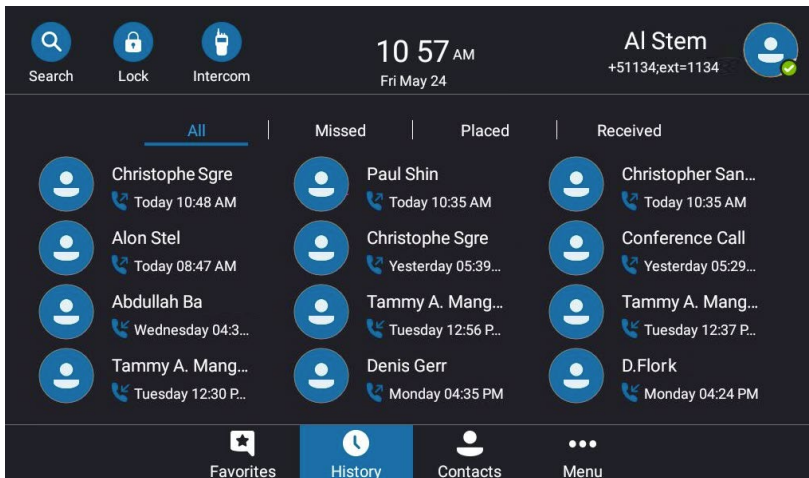 Search Lock Intercom
10 57 AM
Fri May 24
Al Stem
+51134;ext=1134
All Missed Placed Received
Christophe Sgre
Today 10:48 AM
Paul Shin
Today 10:35 AM
Christopher San...
Today 10:35 AM
Alon Stel
Today 08:47 AM
Christophe Sgre
Yesterday 05:39...
Conference Call
Yesterday 05:29...
Abdullah Ba
Wednesday 04:3...
Tammy A. Mang...
Tuesday 12:56 P...
Tammy A. Mang...
Tuesday 12:37 P...
Tammy A. Mang...
Tuesday 12:30 P...
Denis Gerr
Monday 04:35 PM
D.Flork
Monday 04:24 PM
Favorites History Contacts Menu